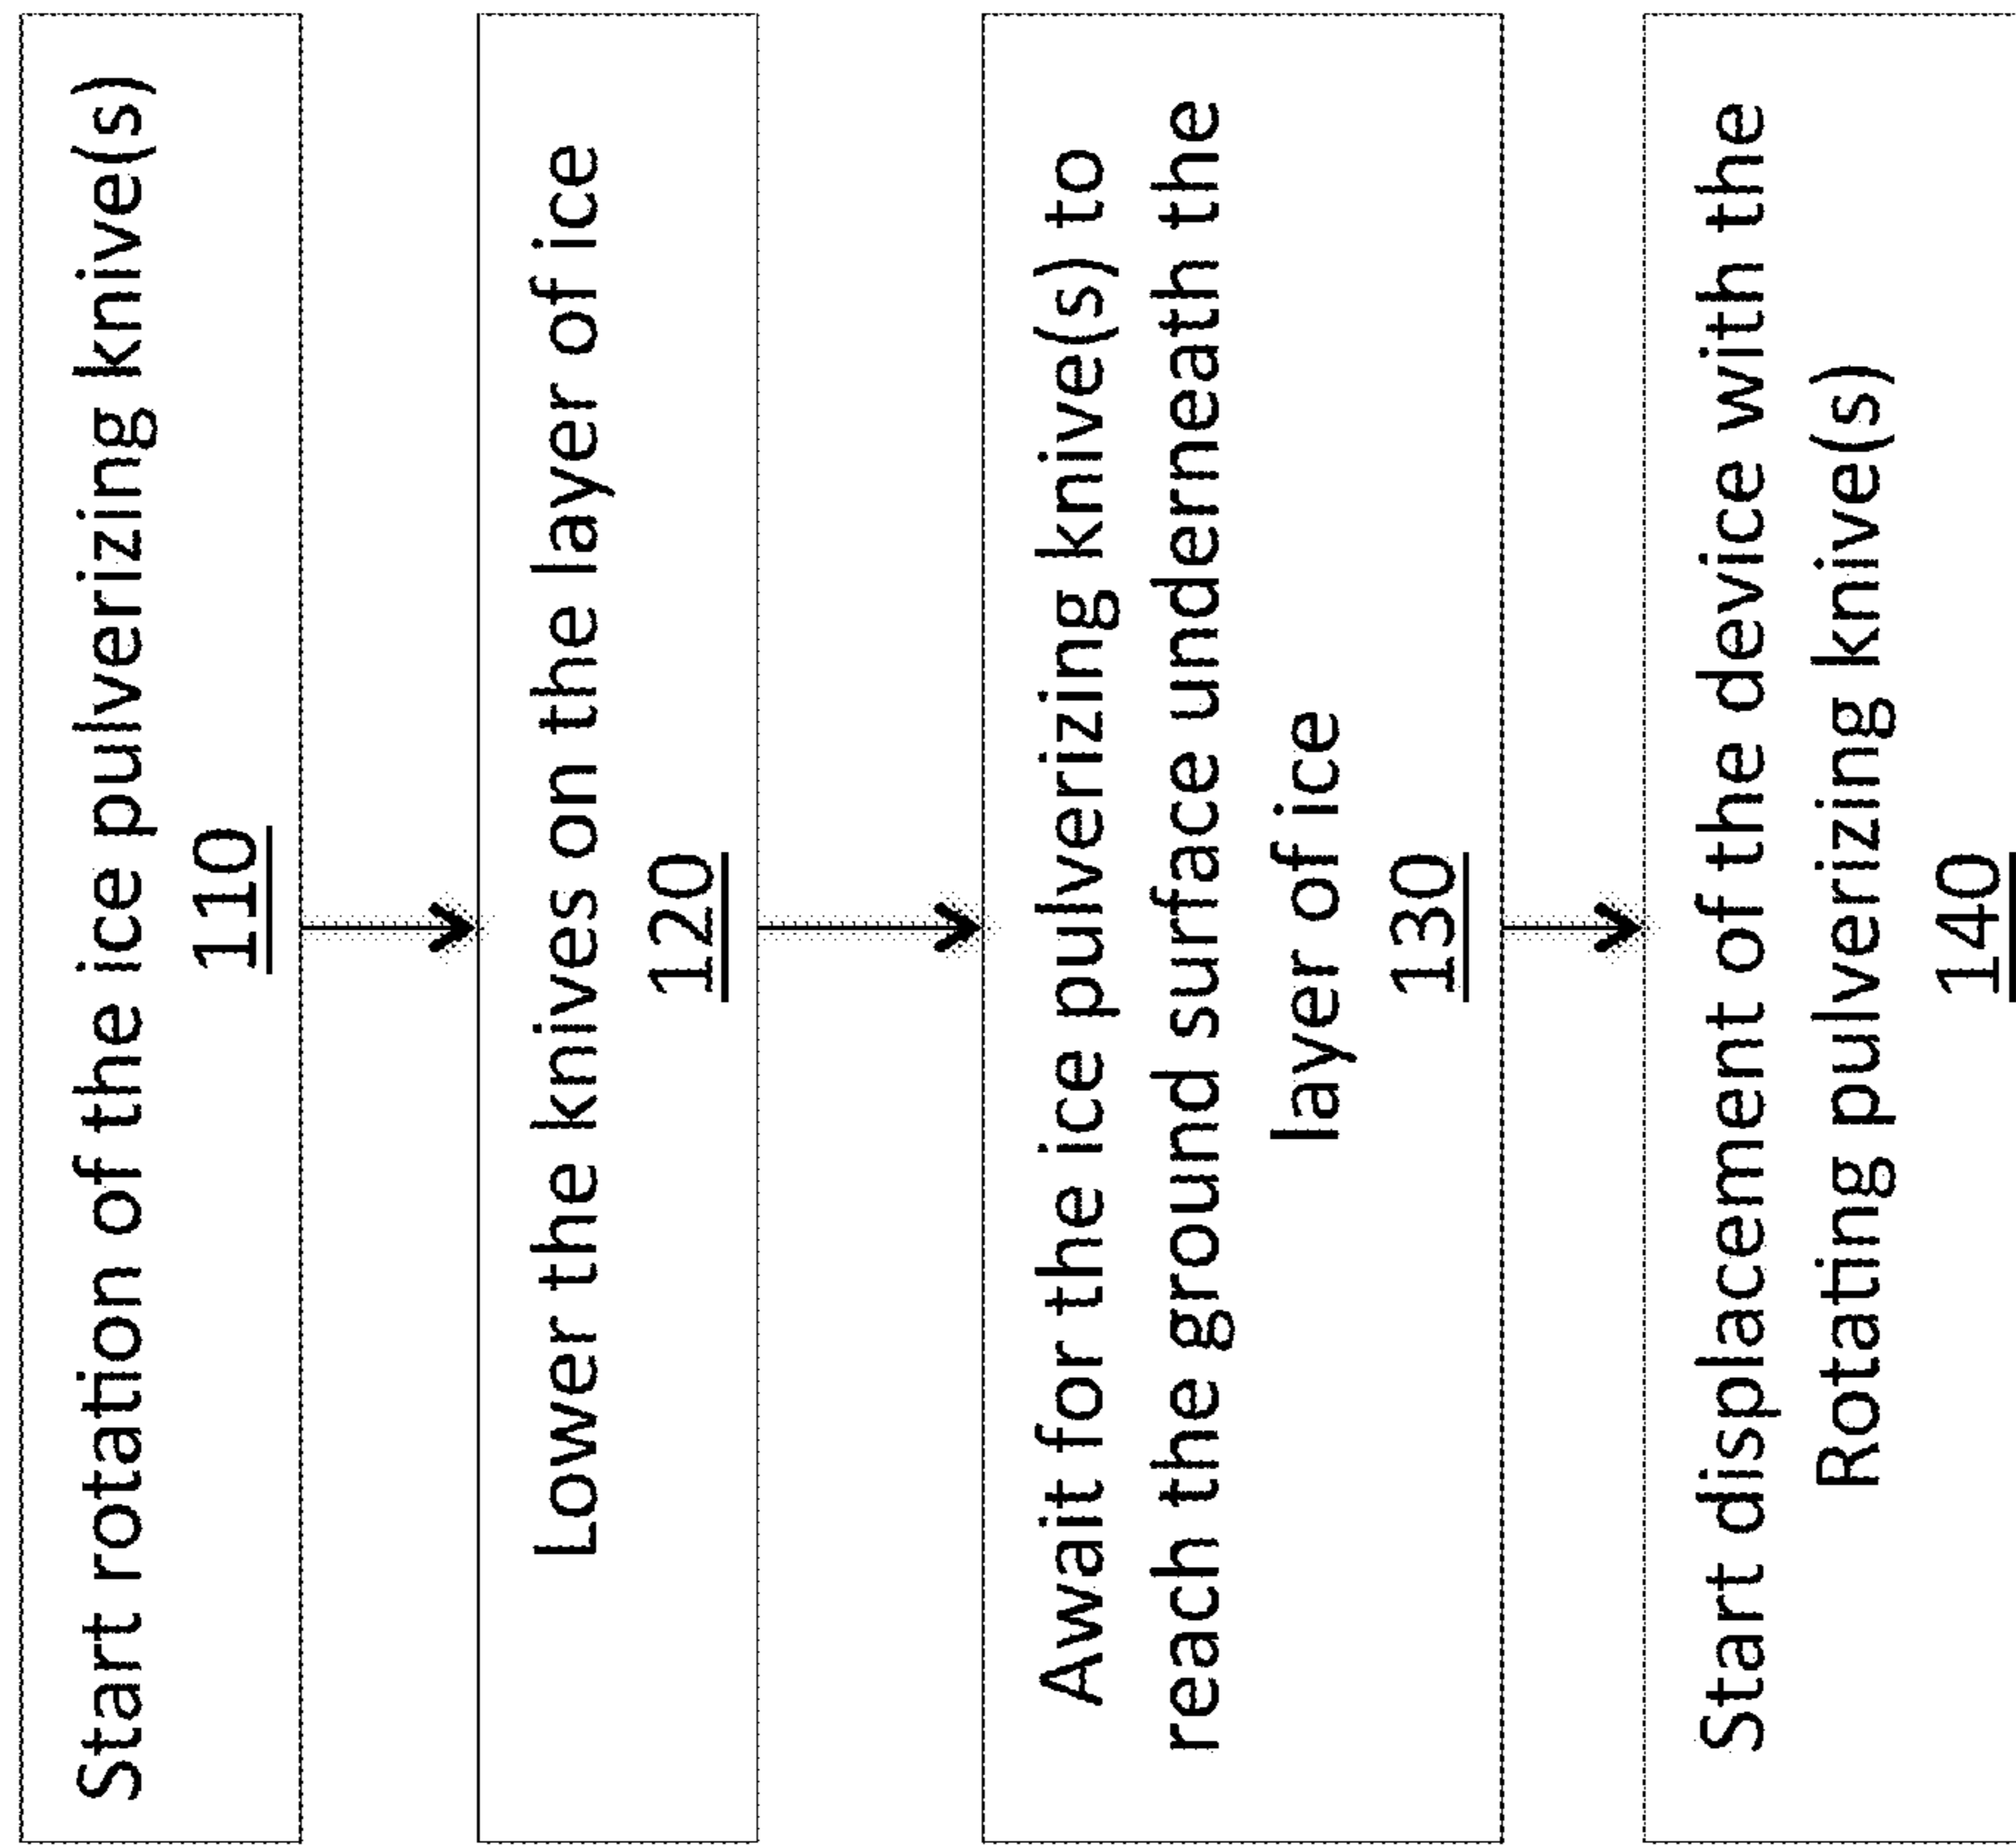 Start rotation of the ice pulverizing knive(s)
110
Lower the knives on the layer of ice
120
Await for the ice pulverizing knive(s) to
reach the ground surface underneath the
layer of ice
130
Start displacement of the device with the
Rotating pulverizing knive(s)
140